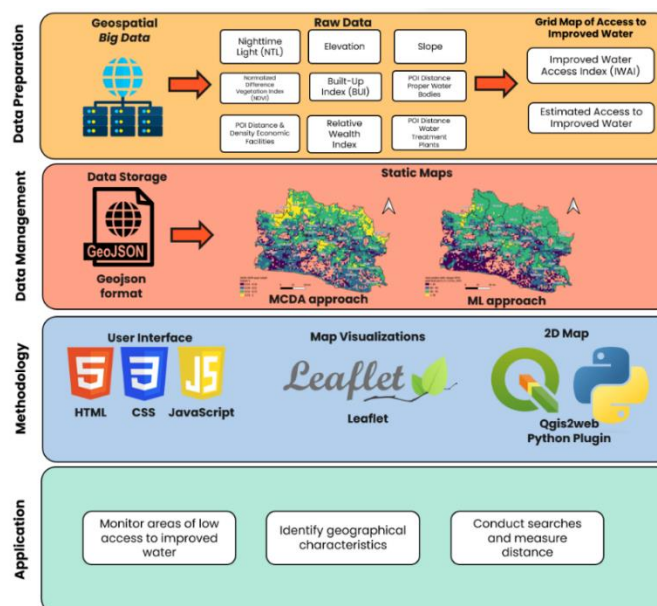 Data Preparation
Geospatial
Big Data
Raw Data
Nighttime
Light (NTL)
Elevation
Slope
Normalized
Difference
Vegetation Index (NDVI)
Built-Up
Index (BUI)
POI Distance
Proper Water
Bodies
POI Distance &
Density Economic
Facilities
Relative
Wealth
Index
POI Distance
Water
Treatment
Plants
Grid Map of Access to
Improved Water
Improved Water
Access Index (IWAI)
Estimated Access to
Improved Water
Data Management
Data Storage
GeoJSON
Geojson
format
Static Maps
MCDA approach
ML approach
Methodology
User Interface
5
HTML
3
CSS
JS
JavaScript
Map Visualizations
Leaflet
Leaflet
2D Map
Qgis2web
Python Plugin
Application
Monitor areas of low
access to improved
water
Identify geographical
characteristics
Conduct searches
and measure
distance